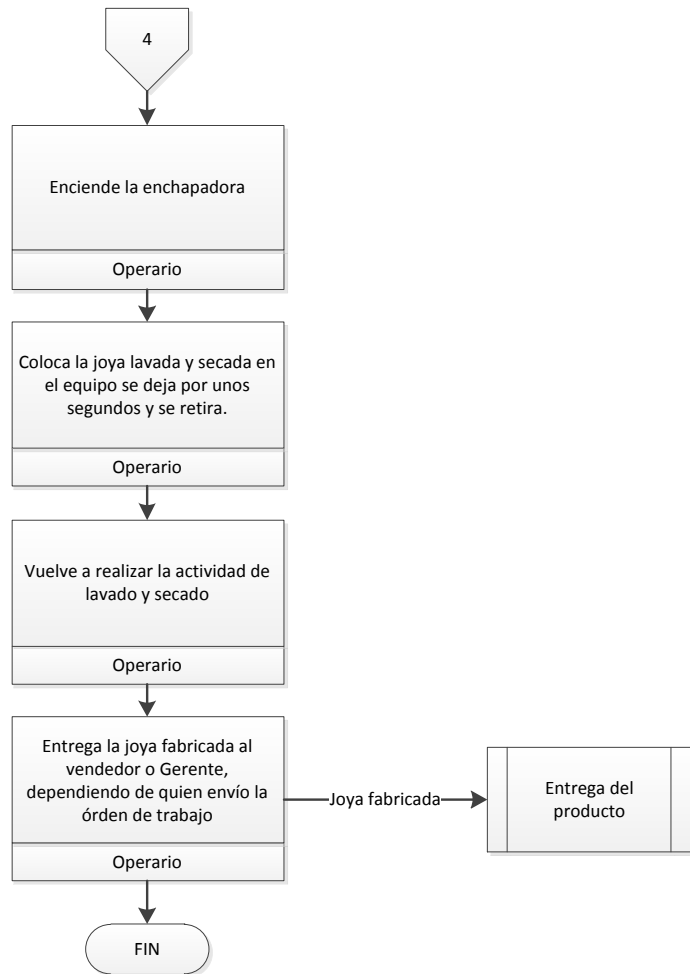 4
Enciende la enchapadora
Operario
Coloca la joya lavada y secada en
el equipo se deja por unos
segundos y se retira.
Operario
Vuelve a realizar la actividad de
lavado y secado
Operario
Entrega la joya fabricada al
vendedor o Gerente,
dependiendo de quien envío la
órden de trabajo
Operario
Joya fabricada
Entrega del
producto
FIN